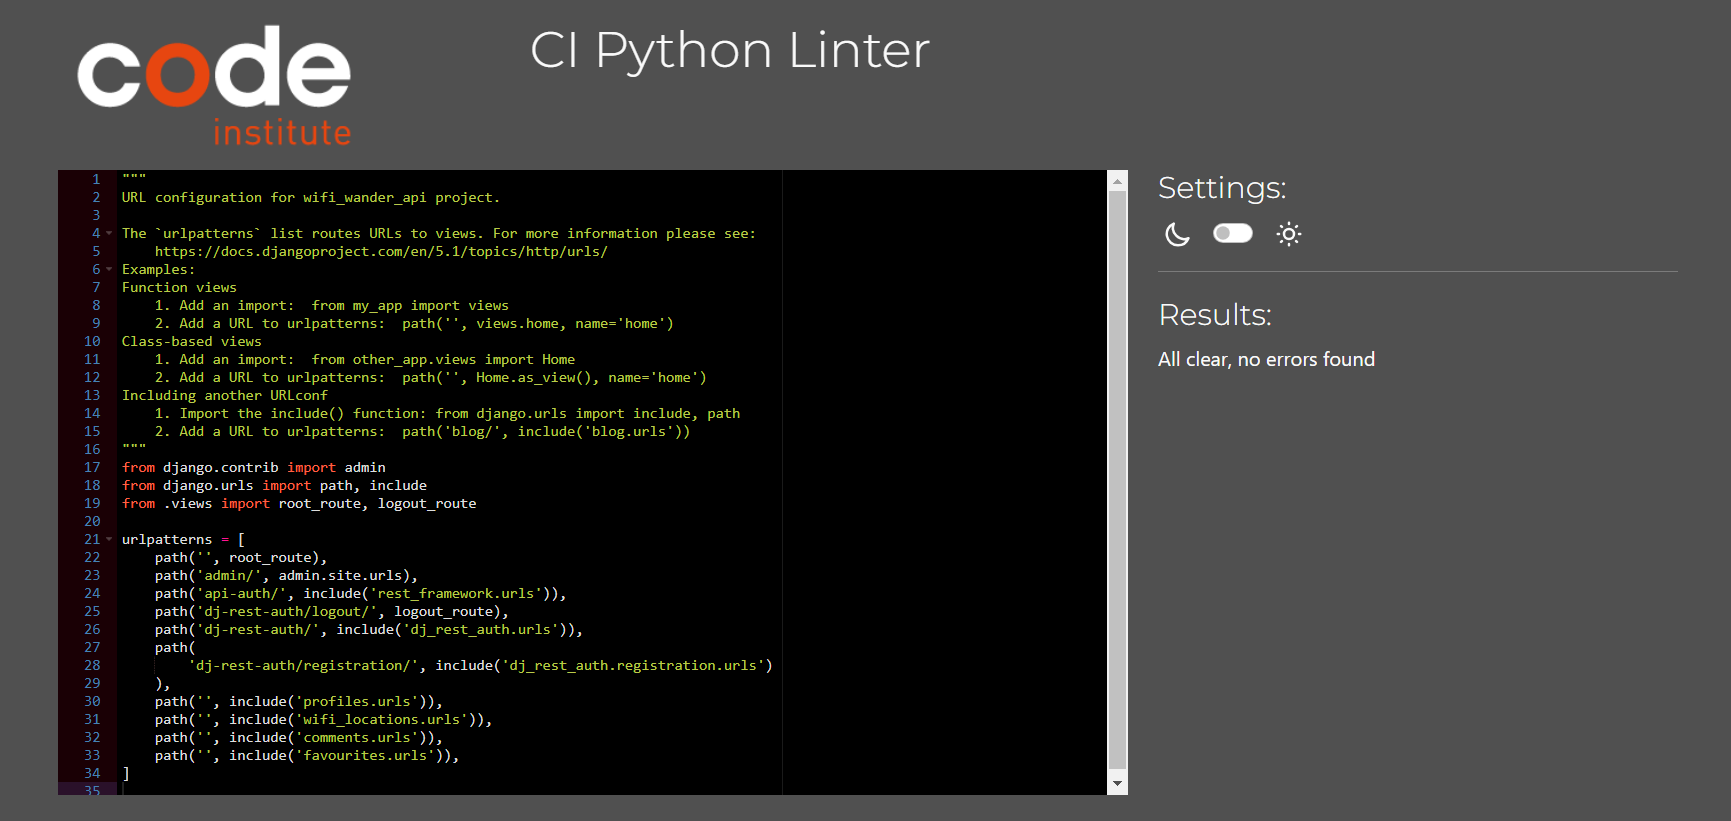 code
institute
CI Python Linter
1 """
2 URL configuration for wifi_wander_api project.
3
4 The `urlpatterns` list routes URLs to views. For more information please see:
5     https://docs.djangoproject.com/en/5.1/topics/http/urls/
6 Examples:
7 Function views
8     1. Add an import:  from my_app import views
9     2. Add a URL to urlpatterns:  path('', views.home, name='home')
10 Class-based views
11     1. Add an import:  from other_app.views import Home
12     2. Add a URL to urlpatterns:  path('', Home.as_view(), name='home')
13 Including another URLconf
14     1. Import the include() function: from django.urls import include, path
15     2. Add a URL to urlpatterns:  path('blog/', include('blog.urls'))
16 """
17 from django.contrib import admin
18 from django.urls import path, include
19 from .views import root_route, logout_route
20
21 urlpatterns = [
22     path('', root_route),
23     path('admin/', admin.site.urls),
24     path('api-auth/', include('rest_framework.urls')),
25     path('dj-rest-auth/logout/', logout_route),
26     path('dj-rest-auth/', include('dj_rest_auth.urls')),
27     path(
28         'dj-rest-auth/registration/', include('dj_rest_auth.registration.urls')
29     ),
30     path('', include('profiles.urls')),
31     path('', include('wifi_locations.urls')),
32     path('', include('comments.urls')),
33     path('', include('favourites.urls')),
34 ]
35
Settings:
Results:
All clear, no errors found